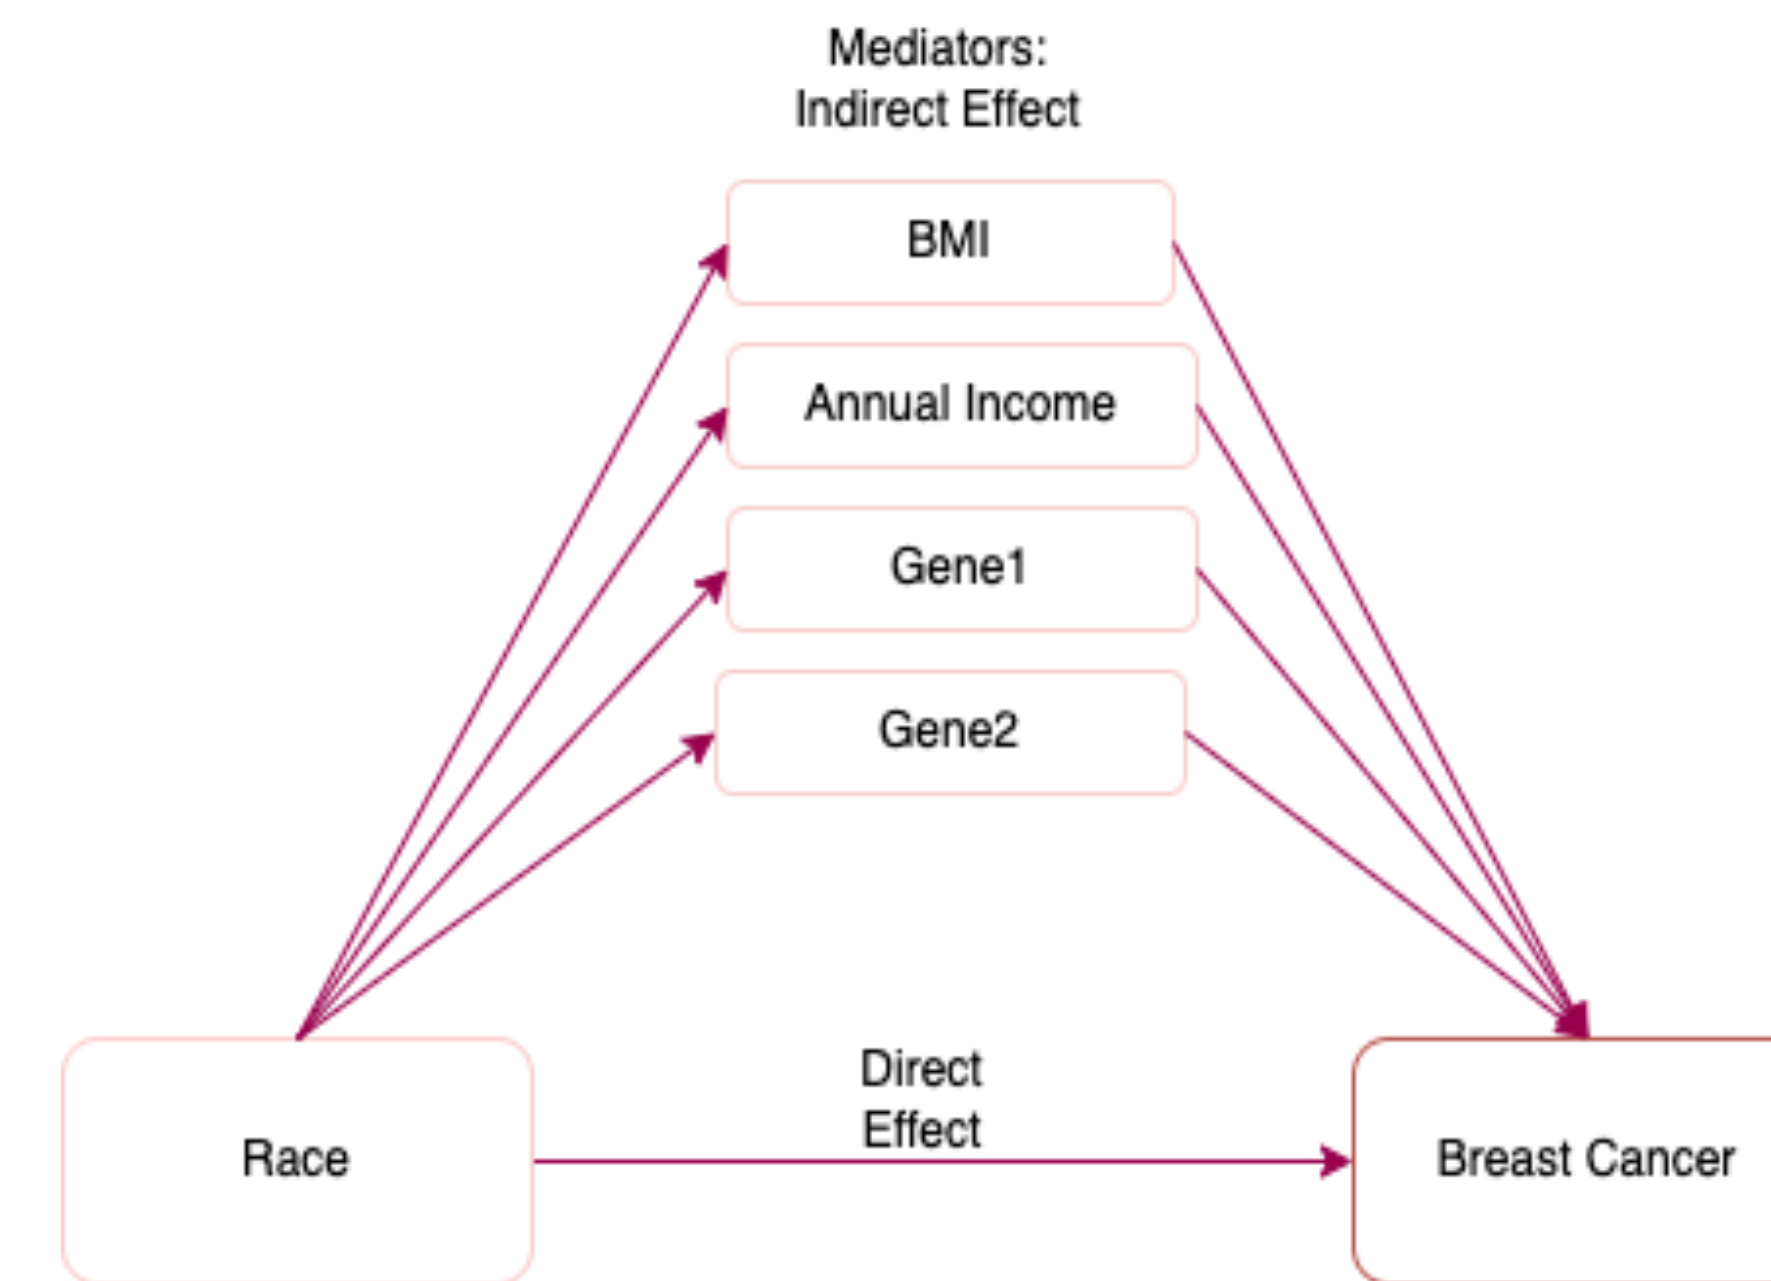 Mediators:
Indirect Effect
BMI
Annual Income
Gene1
Gene2
Direct
Effect
Race
Breast Cancer